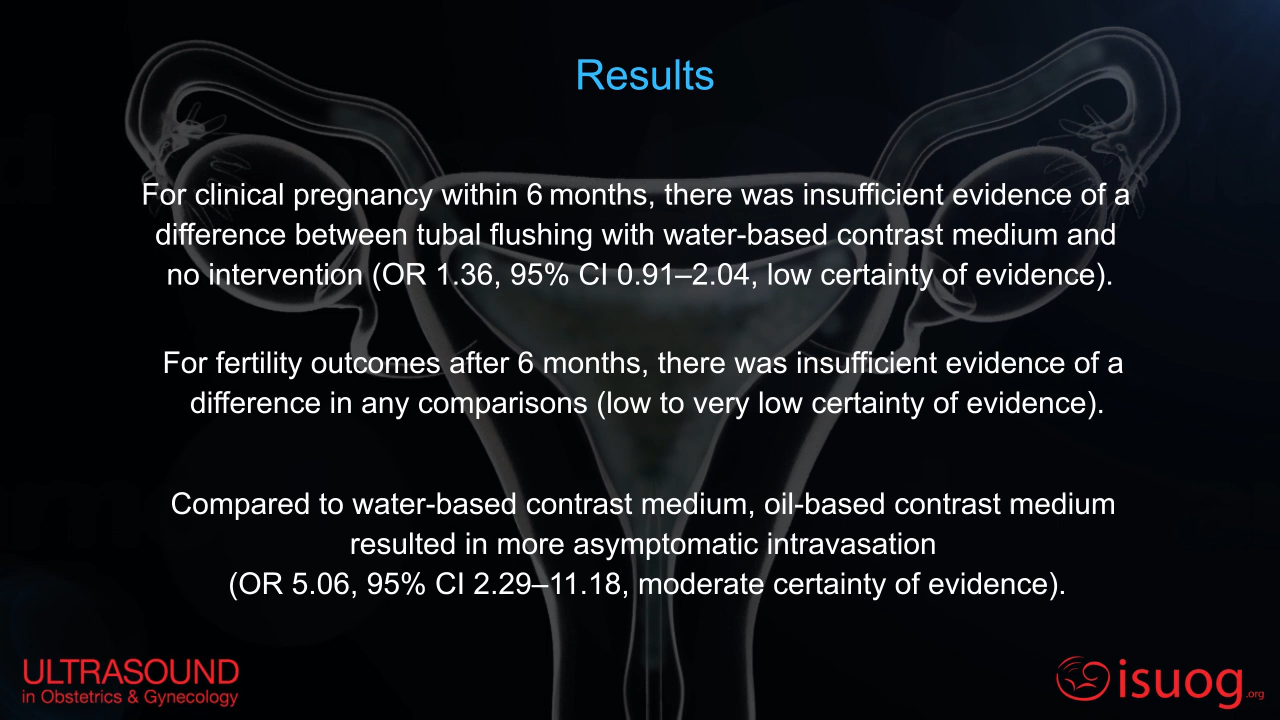 Results
For clinical pregnancy within 6 months, there was insufficient evidence of a
difference between tubal flushing with water-based contrast medium and
no intervention (OR 1.36, 95% CI 0.91–2.04, low certainty of evidence).
For fertility outcomes after 6 months, there was insufficient evidence of a
difference in any comparisons (low to very low certainty of evidence).
Compared to water-based contrast medium, oil-based contrast medium
resulted in more asymptomatic intravasation
(OR 5.06, 95% CI 2.29–11.18, moderate certainty of evidence).
ULTRASOUND
in Obstetrics & Gynecology
isuog.org